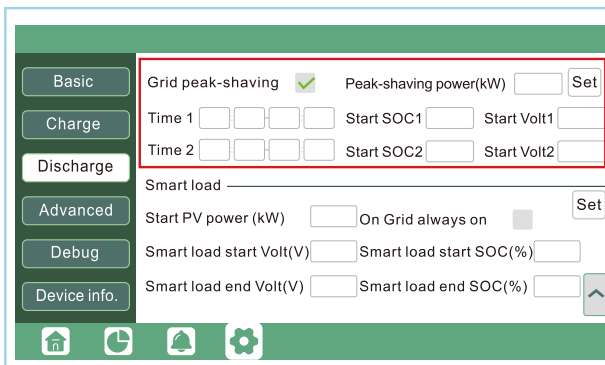 Basic
Charge
Discharge
Advanced
Debug
Device info.
Grid peak-shaving Peak-shaving power(kW) Set
Time 1 Start SOC1 Start Volt1
Time 2 Start SOC2 Start Volt2
Smart load
Set
Start PV power (kW) On Grid always on
Smart load start Volt(V) Smart load start SOC(%)
Smart load end Volt(V) Smart load end SOC(%)